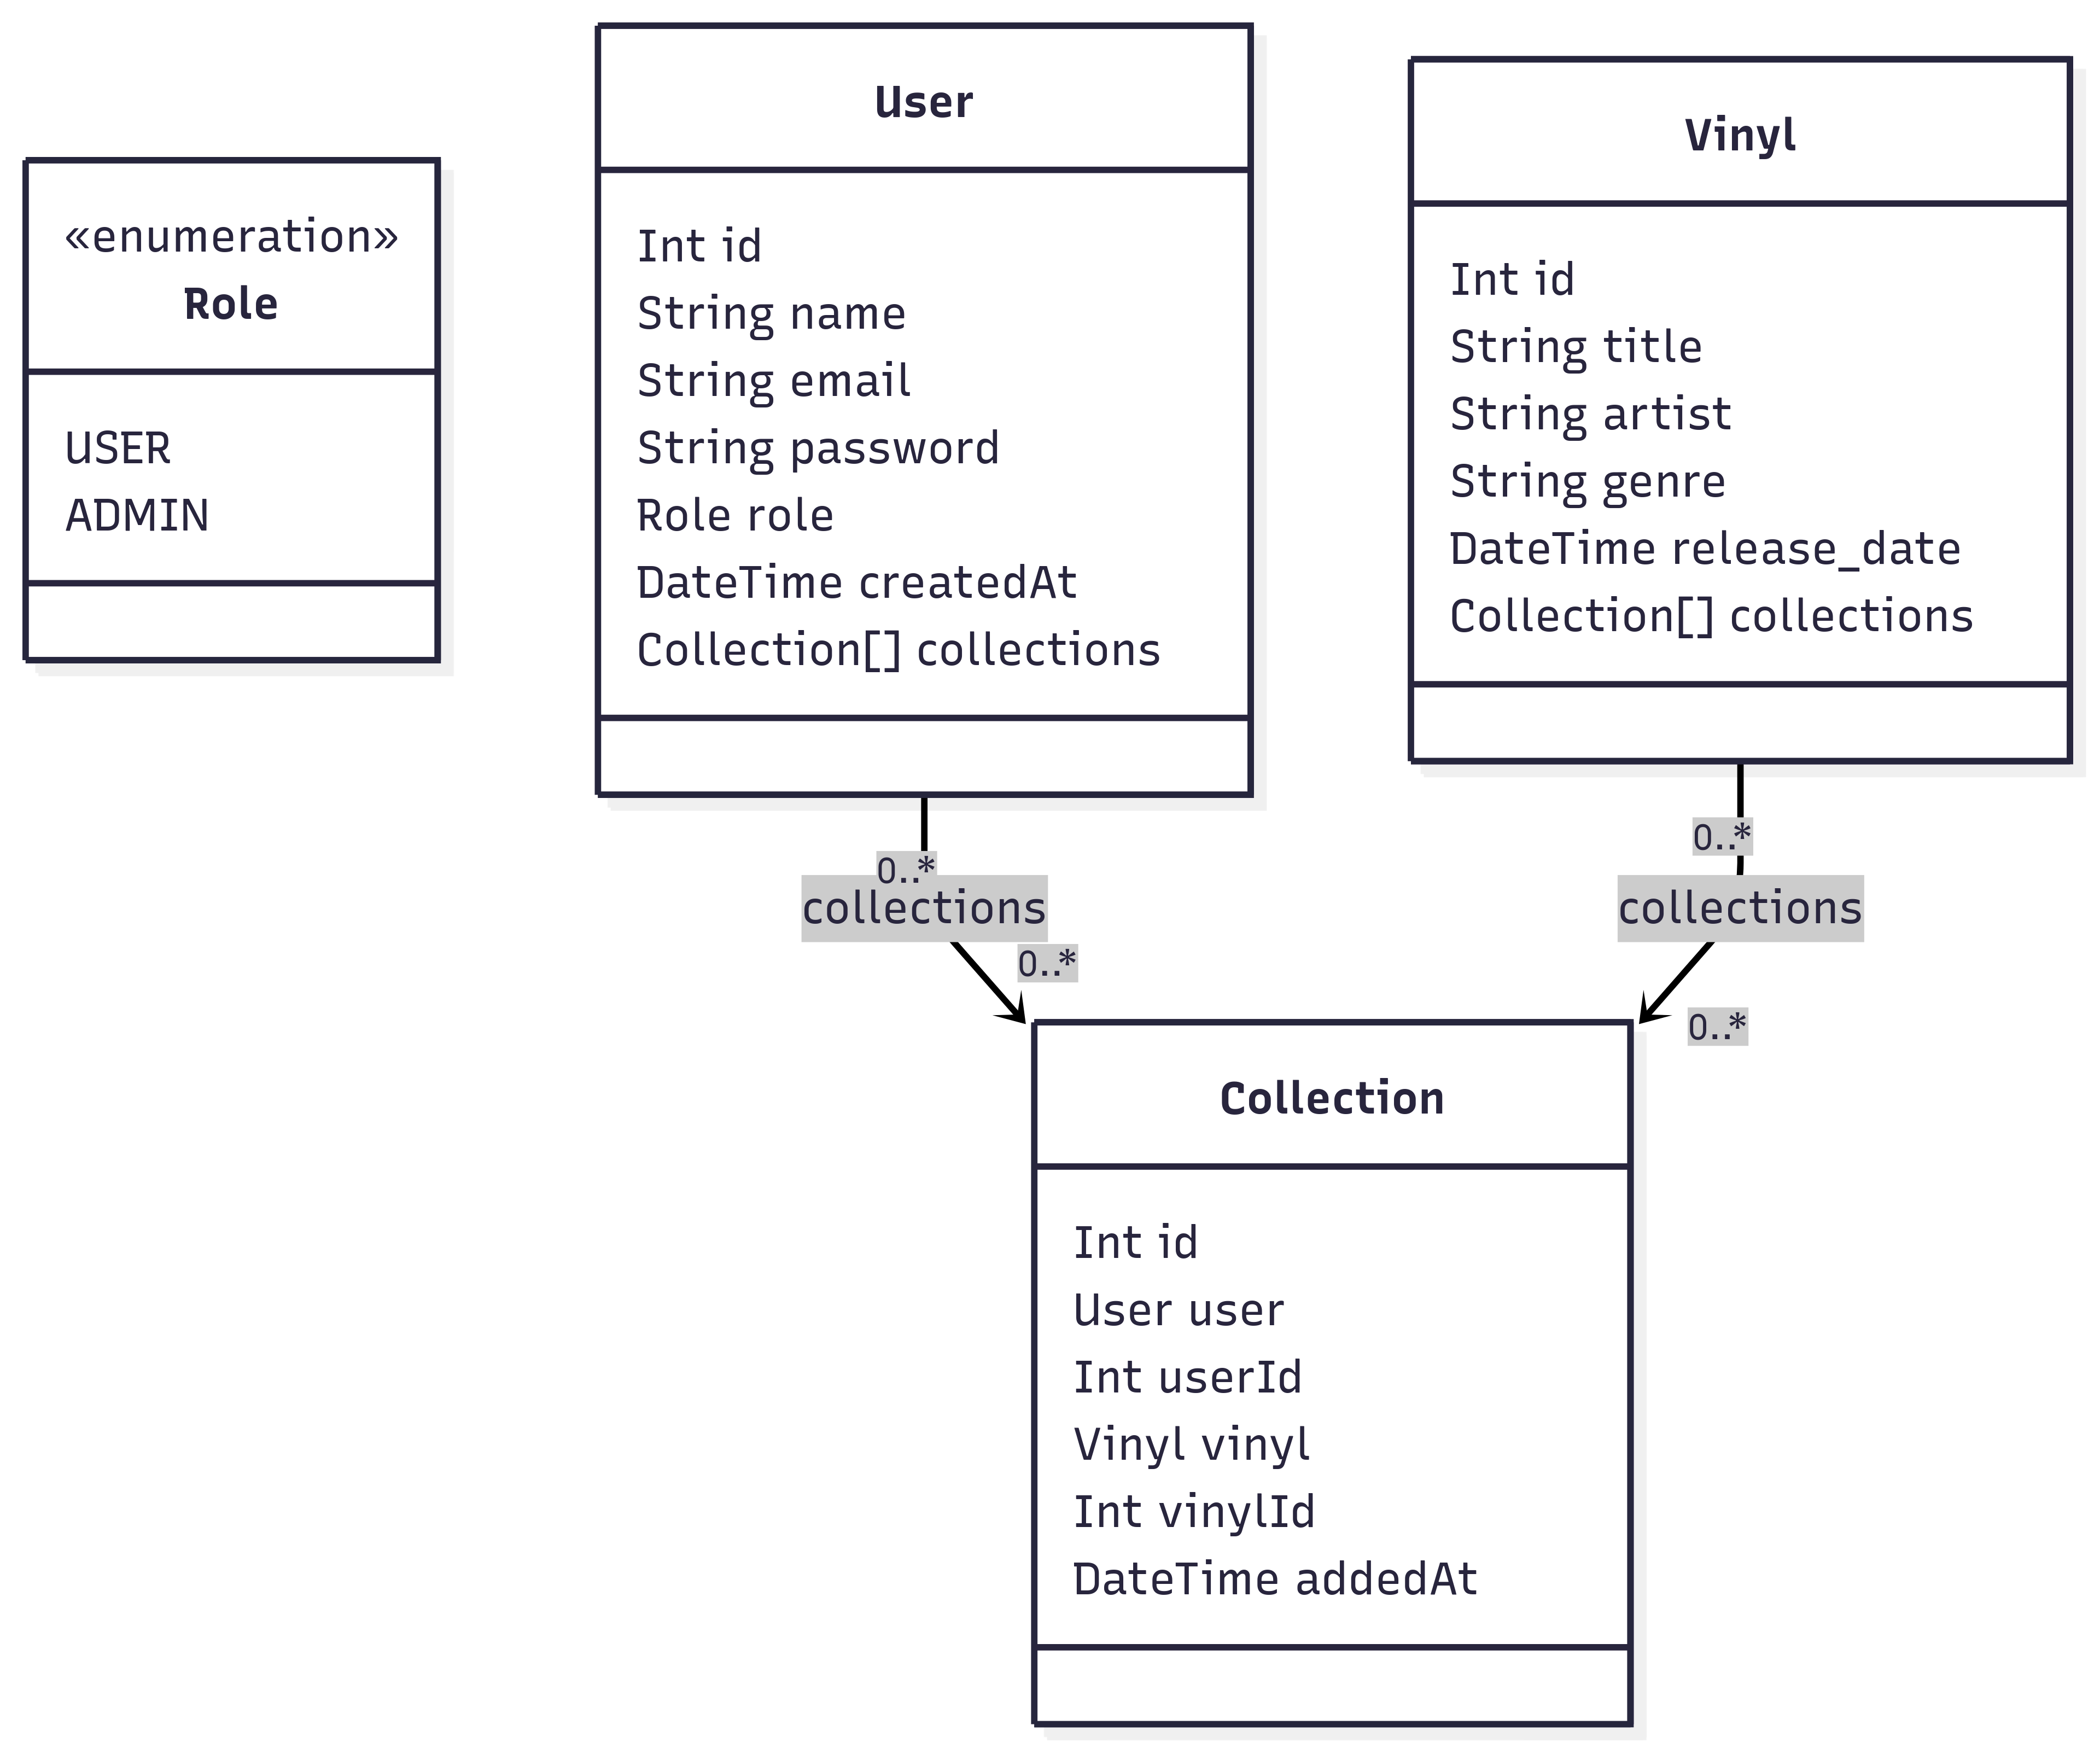 «enumeration»
Role
USER
ADMIN
User
Int id
String name
String email
String password
Role role
DateTime createdAt
Collection[] collections
Vinyl
Int id
String title
String artist
String genre
DateTime release_date
Collection[] collections
0..*
collections
0..*
0..*
collections
0..*
Collection
Int id
User user
Int userId
Vinyl vinyl
Int vinylId
DateTime addedAt